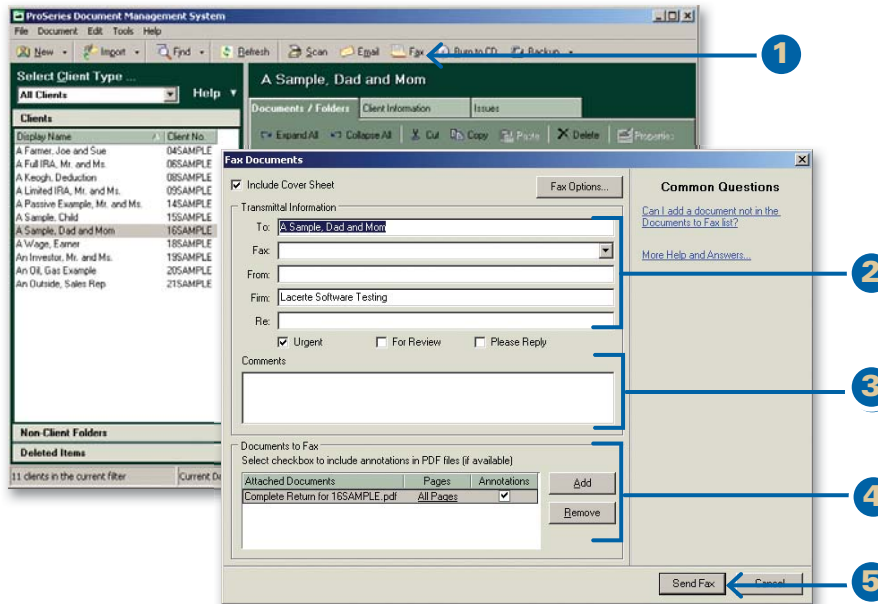 ProSeries Document Management System
File Document Edit Tools Help
New Import Find Refresh Scan Email Fax Burn to CD Backup
1
Select Client Type ...
All Clients
Help
A Sample, Dad and Mom
Documents / Folders Client Information Issues
Clients
Expand All Collapse All Cut Copy Paste Delete Properties
Display Name Client No.
A Farmer, Joe and Sue 04SAMPLE
A Full IRA, Mr. and Ms. 06SAMPLE
A Keogh, Deduction 08SAMPLE
A Limited IRA, Mr. and Ms. 09SAMPLE
A Passive Example, Mr. and Ms. 14SAMPLE
A Sample, Child 15SAMPLE
A Sample, Dad and Mom 16SAMPLE
A Wage, Earner 18SAMPLE
An Investor, Mr. and Ms. 19SAMPLE
An Oil, Gas Example 20SAMPLE
An Outside, Sales Rep 21SAMPLE
Non-Client Folders
Deleted Items
11 clients in the current filter Current
Fax Documents
Include Cover Sheet
Fax Options...
Transmittal Information
To: A Sample, Dad and Mom
Fax:
From:
Firm: Lacerte Software Testing
Re:
Urgent For Review Please Reply
2
Comments
3
Documents to Fax
Select checkbox to include annotations in PDF files (if available)
Attached Documents Pages Annotations
Complete Return for 16SAMPLE.pdf All Pages
Add
Remove
4
Common Questions
Can I add a document not in the
Documents to Fax list?
More Help and Answers...
Send Fax Cancel
5